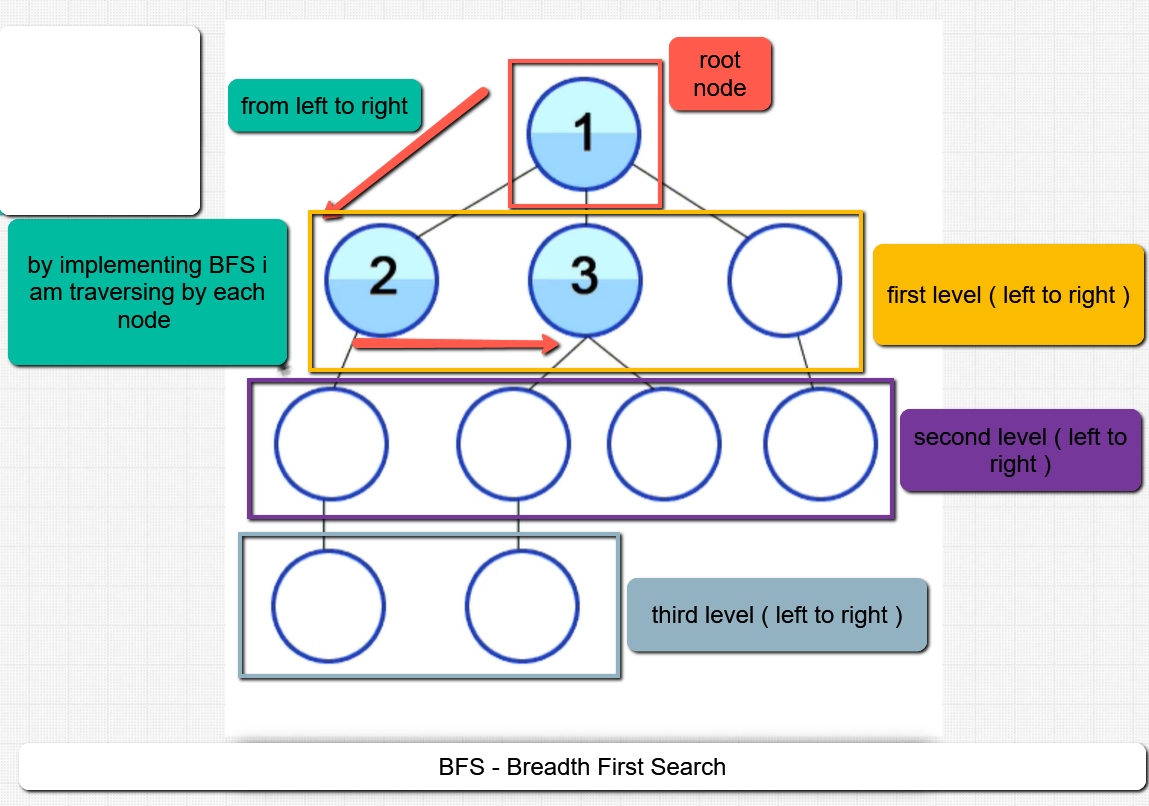 root
node
from left to right
1
by implementing BFS i
am traversing by each
node
2
3
first level ( left to right )
second level ( left to
right )
third level ( left to right )
BFS - Breadth First Search